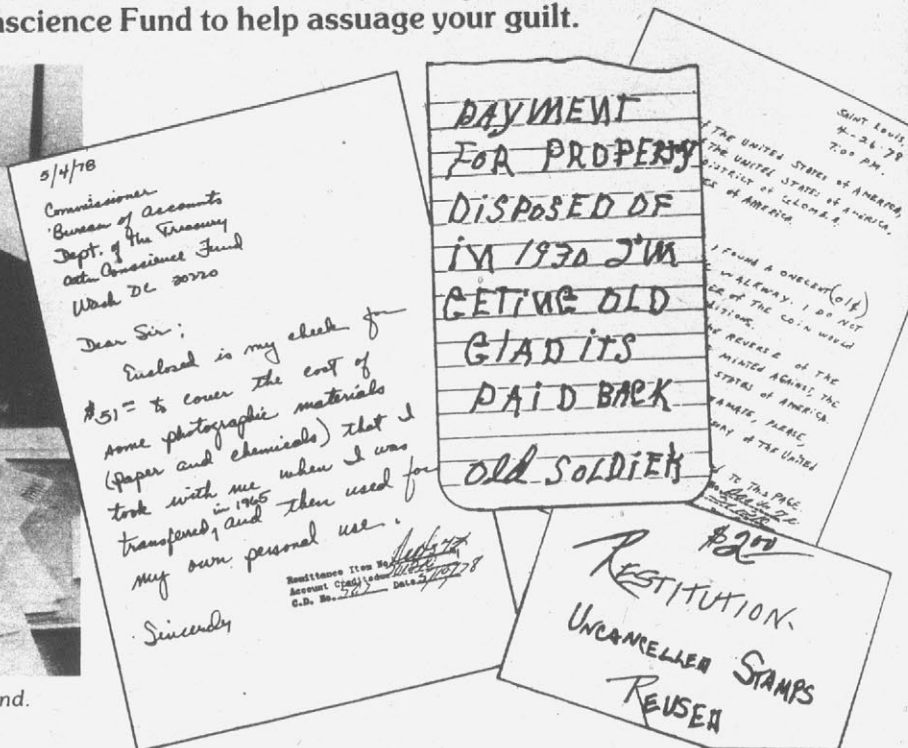 nscience Fund to help assuage your guilt.
5/4/78
Commissioner
Bureau of Accounts
Dept. of the Treasury
attn Conscience Fund
Wash DC 20220
Dear Sir;
Enclosed is my check for
$51= to cover the cost of
some photographic materials
(paper and chemicals) that I
took with me when I was
transferred, in 1965 and then used for
my own personal use.
Sincerely
Remittance Item No.
Account Credited
C.D. No. Date
PAYMENT
FOR PROPERTY
DISPOSED OF
iN 1930 I'M
GETING OLD
GlAD iTS
PAiD BACK
Old SOLDIER
SAINT LOUIS,
4-26-78
7:00 PM.
THE UNITED STATES OF AMERICA,
THE UNITED STATES OF AMERICA,
DISTRICT OF
OF AMERICA.
FOUND A ONECENT (01¢)
WALKWAY. I DO NOT
OF THE COIN WOULD
THE REVERSE OF THE
MINTED AGAINST, THE
STATES OF AMERICA.
PLEASE,
OF THE UNITED
TO THIS PAGE
$2.00
RESTITUTION
UNCANCELLED STAMPS
REUSED
nd.